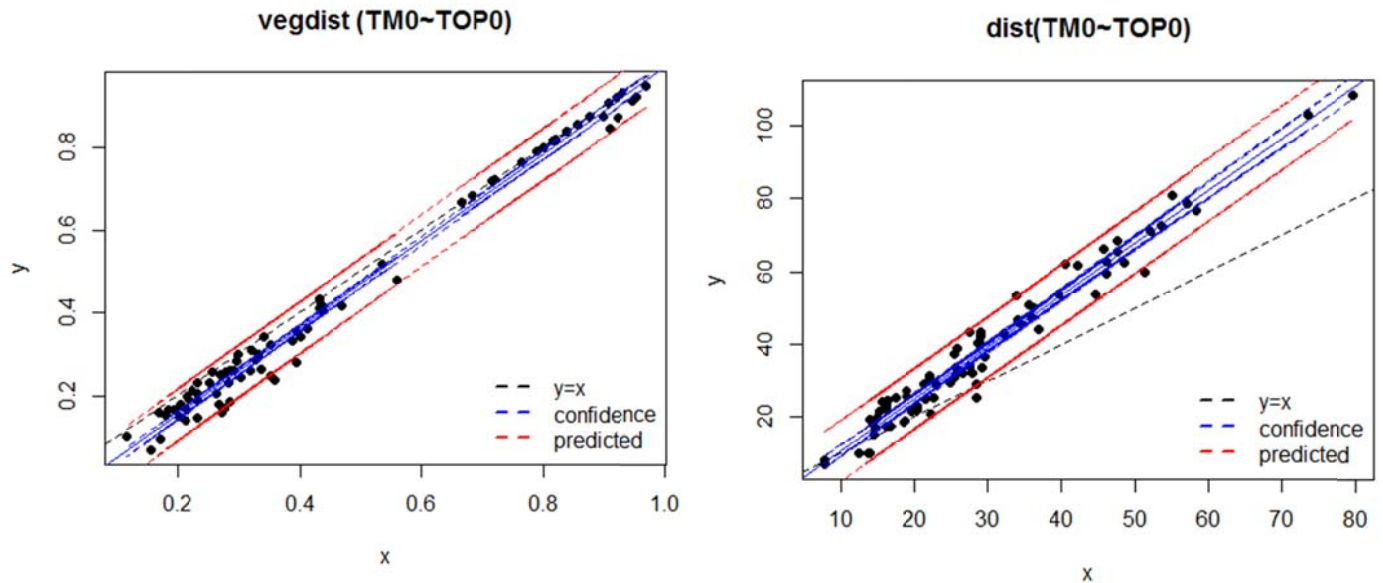 vegdist (TM0~TOP0)
y
0.8
0.6
0.4
0.2
y=x
confidence
predicted
0.2 0.4 0.6 0.8 1.0
x
dist(TM0~TOP0)
y
100
80
60
40
20
y=x
confidence
predicted
10 20 30 40 50 60 70 80
x